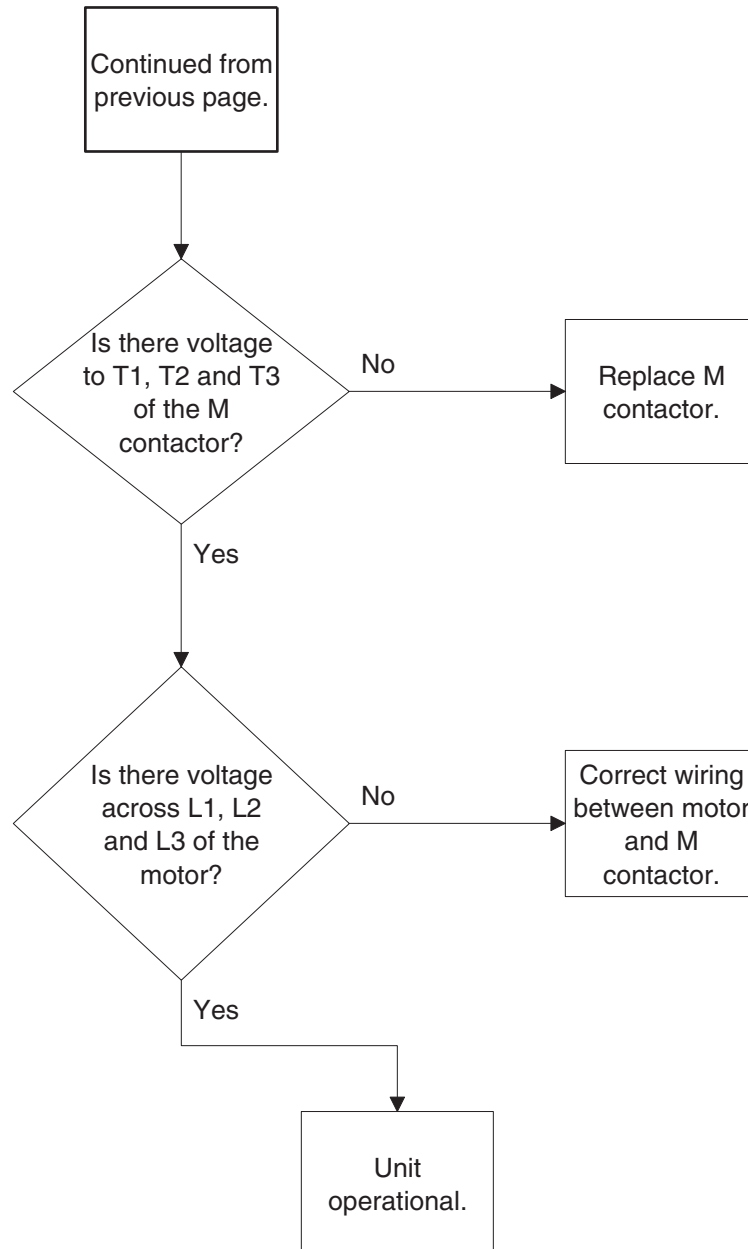 Continued from
previous page.
Is there voltage
to T1, T2 and T3
of the M
contactor?
No
Replace M
contactor.
Yes
Is there voltage
across L1, L2
and L3 of the
motor?
No
Correct wiring
between motor
and M
contactor.
Yes
Unit
operational.